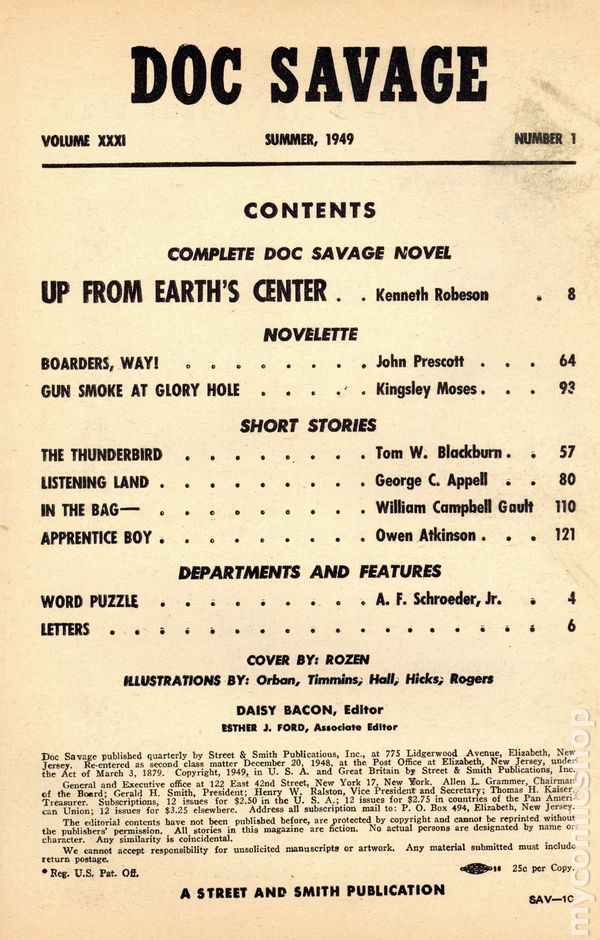 DOC SAVAGE
VOLUME XXXI SUMMER, 1949 NUMBER 1
CONTENTS
COMPLETE DOC SAVAGE NOVEL
UP FROM EARTH'S CENTER . . Kenneth Robeson . 8
NOVELETTE
BOARDERS, WAY! . . . . . . . . John Prescott . . . 64
GUN SMOKE AT GLORY HOLE . . . . . Kingsley Moses . . . 93
SHORT STORIES
THE THUNDERBIRD . . . . . . . . Tom W. Blackburn . . 57
LISTENING LAND . . . . . . . . . George C. Appell . . 80
IN THE BAG— . . . . . . . . William Campbell Gault 110
APPRENTICE BOY . . . . . . . . . Owen Atkinson . . . 121
DEPARTMENTS AND FEATURES
WORD PUZZLE . . . . . . . . . A. F. Schroeder, Jr. . 4
LETTERS . . . . . . . . . . . . . . . . . 6
COVER BY: ROZEN
ILLUSTRATIONS BY: Orban, Timmins, Hall, Hicks, Rogers
DAISY BACON, Editor
ESTHER J. FORD, Associate Editor
Doc Savage published quarterly by Street & Smith Publications, Inc., at 775 Lidgerwood Avenue, Elizabeth, New
Jersey. Re-entered as second class matter December 20, 1948, at the Post Office at Elizabeth, New Jersey, under
the Act of March 3, 1879. Copyright, 1949, in U. S. A. and Great Britain by Street & Smith Publications, Inc.
General and Executive office at 122 East 42nd Street, New York 17, New York. Allen L. Grammer, Chairman
of the Board; Gerald H. Smith, President; Henry W. Ralston, Vice President and Secretary; Thomas H. Kaiser,
Treasurer. Subscriptions, 12 issues for $2.50 in the U. S. A.; 12 issues for $2.75 in countries of the Pan Ameri-
can Union; 12 issues for $3.25 elsewhere. Address all subscription mail to: P. O. Box 494, Elizabeth, New Jersey.
The editorial contents have not been published before, are protected by copyright and cannot be reprinted without
the publishers' permission. All stories in this magazine are fiction. No actual persons are designated by name or
character. Any similarity is coincidental.
We cannot accept responsibility for unsolicited manuscripts or artwork. Any material submitted must include
return postage.
* Reg. U.S. Pat. Off. 25c per Copy.
A STREET AND SMITH PUBLICATION
SAV—1C
© mycomicshop